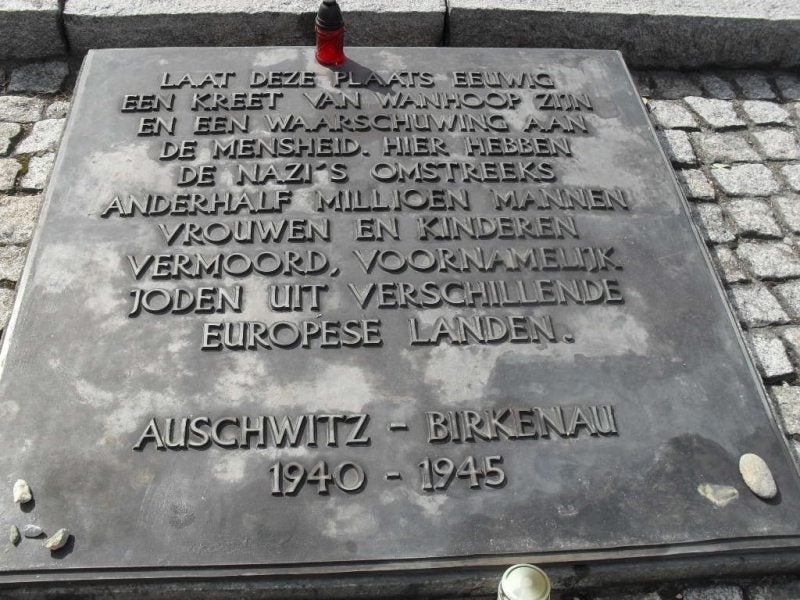 LAAT DEZE PLAATS EEUWIG
EEN KREET VAN WANHOOP ZIJN
EN EEN WAARSCHUWING AAN
DE MENSHEID. HIER HEBBEN
DE NAZI´S OMSTREEKS
ANDERHALF MILLIOEN MANNEN
VROUWEN EN KINDEREN
VERMOORD, VOORNAMELIJK
JODEN UIT VERSCHILLENDE
EUROPESE LANDEN.
AUSCHWITZ - BIRKENAU
1940 - 1945